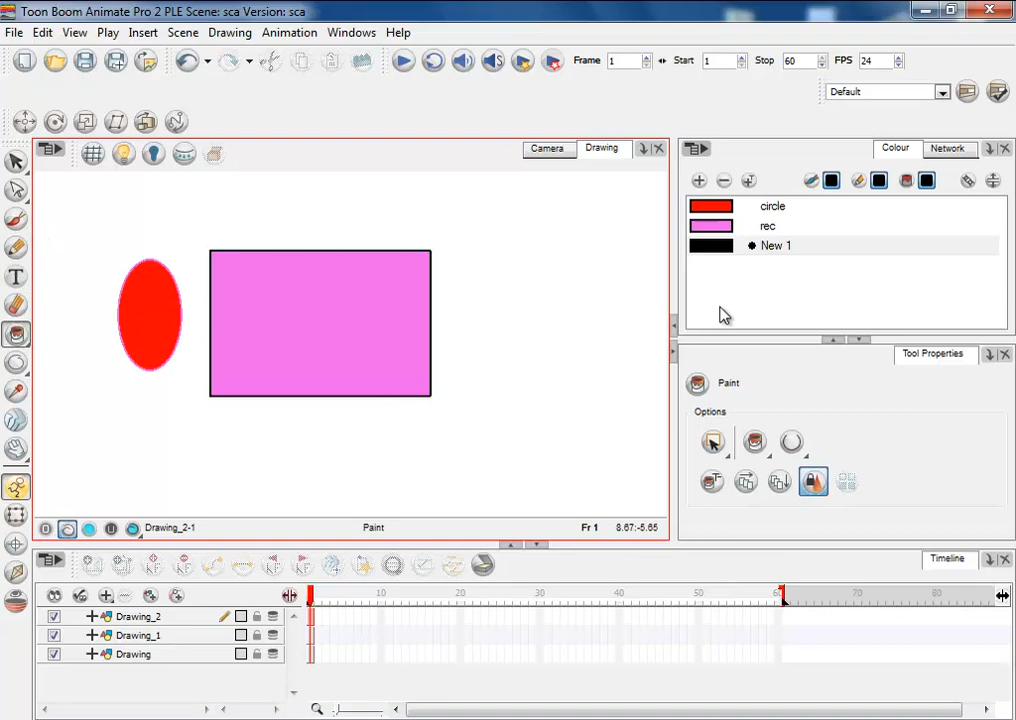 Toon Boom Animate Pro 2 PLE Scene: sca Version: sca
File Edit View Play Insert Scene Drawing Animation Windows Help
Frame 1 Start 1 Stop 60 FPS 24
Default
Camera Drawing
Colour Network
circle
rec
New 1
Tool Properties
Paint
Options
Drawing_2-1 Paint Fr 1 8.67:-5.65
Timeline
10 20 30 40 50 60 70 80
Drawing_2
Drawing_1
Drawing